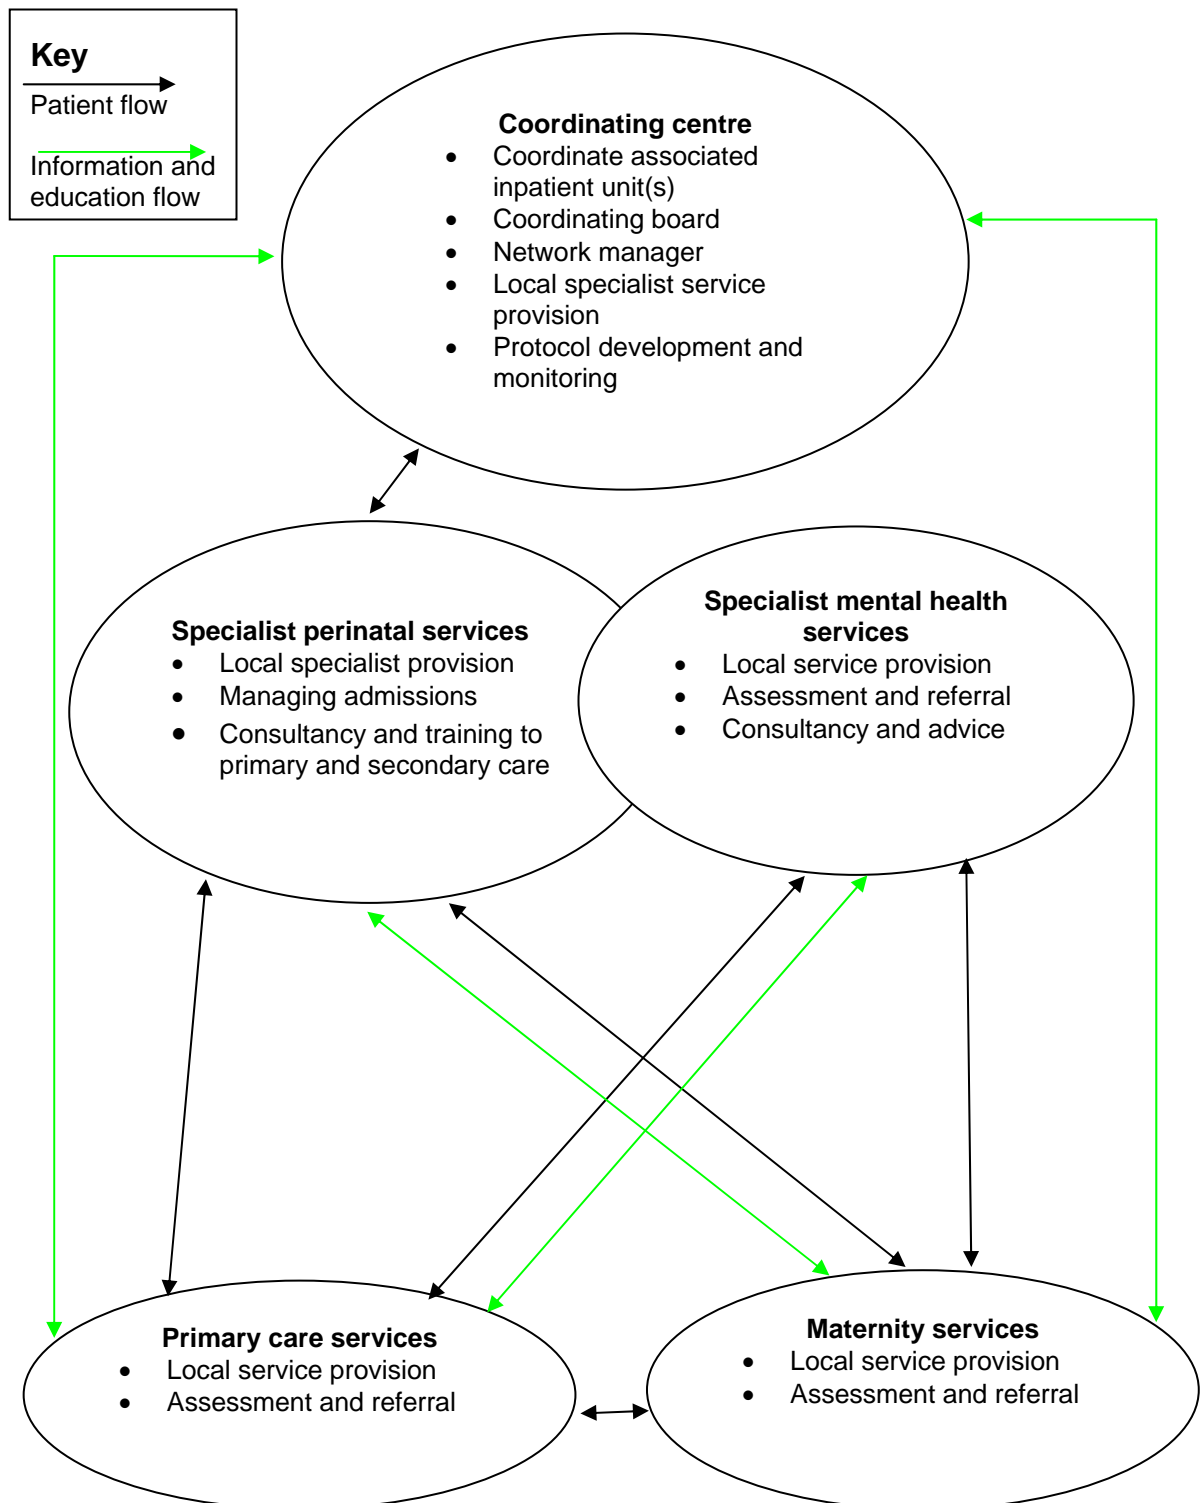 Key
Patient flow
Information and
education flow
Coordinating centre
• Coordinate associated
inpatient unit(s)
• Coordinating board
• Network manager
• Local specialist service
provision
• Protocol development and
monitoring
Specialist perinatal services
• Local specialist provision
• Managing admissions
• Consultancy and training to
primary and secondary care
Specialist mental health
services
• Local service provision
• Assessment and referral
• Consultancy and advice
Primary care services
• Local service provision
• Assessment and referral
Maternity services
• Local service provision
• Assessment and referral